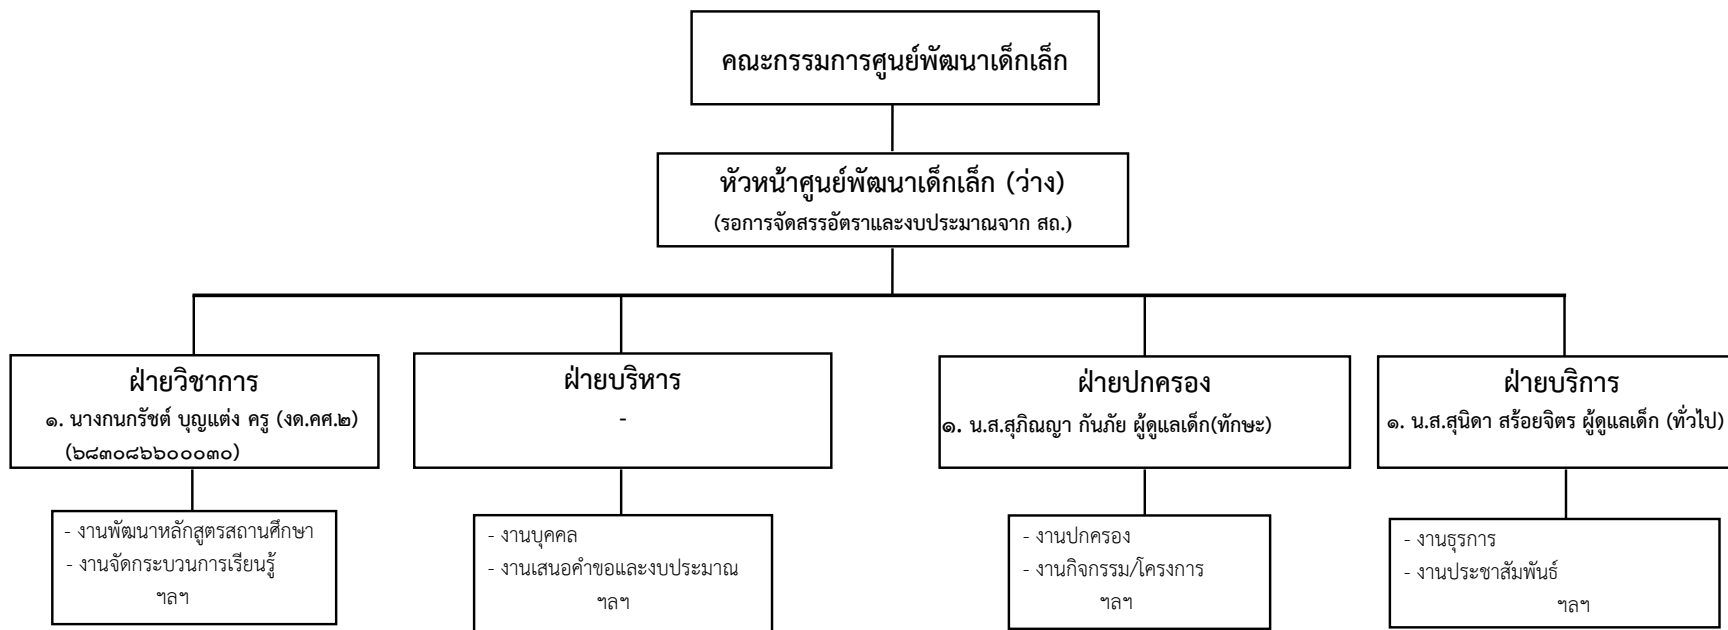 คณะกรรมการศูนย์พัฒนาเด็กเล็ก
หัวหน้าศูนย์พัฒนาเด็กเล็ก (ว่าง)
(รอการจัดสรรอัตราและงบประมาณจาก สถ.)
ฝ่ายวิชาการ
๑. นางกนกรัชต์ บุญแต่ง ครู (งด.คศ.๒)
(๖๘๓๐๘๖๖๐๐๐๓๐)
- งานพัฒนาหลักสูตรสถานศึกษา
- งานจัดกระบวนการเรียนรู้
ฯลฯ
ฝ่ายบริหาร
-
- งานบุคคล
- งานเสนอคำขอและงบประมาณ
ฯลฯ
ฝ่ายปกครอง
๑. น.ส.สุภิณญา กันภัย ผู้ดูแลเด็ก(ทักษะ)
- งานปกครอง
- งานกิจกรรม/โครงการ
ฯลฯ
ฝ่ายบริการ
๑. น.ส.สุนิดา สร้อยจิตร ผู้ดูแลเด็ก (ทั่วไป)
- งานธุรการ
- งานประชาสัมพันธ์
ฯลฯ